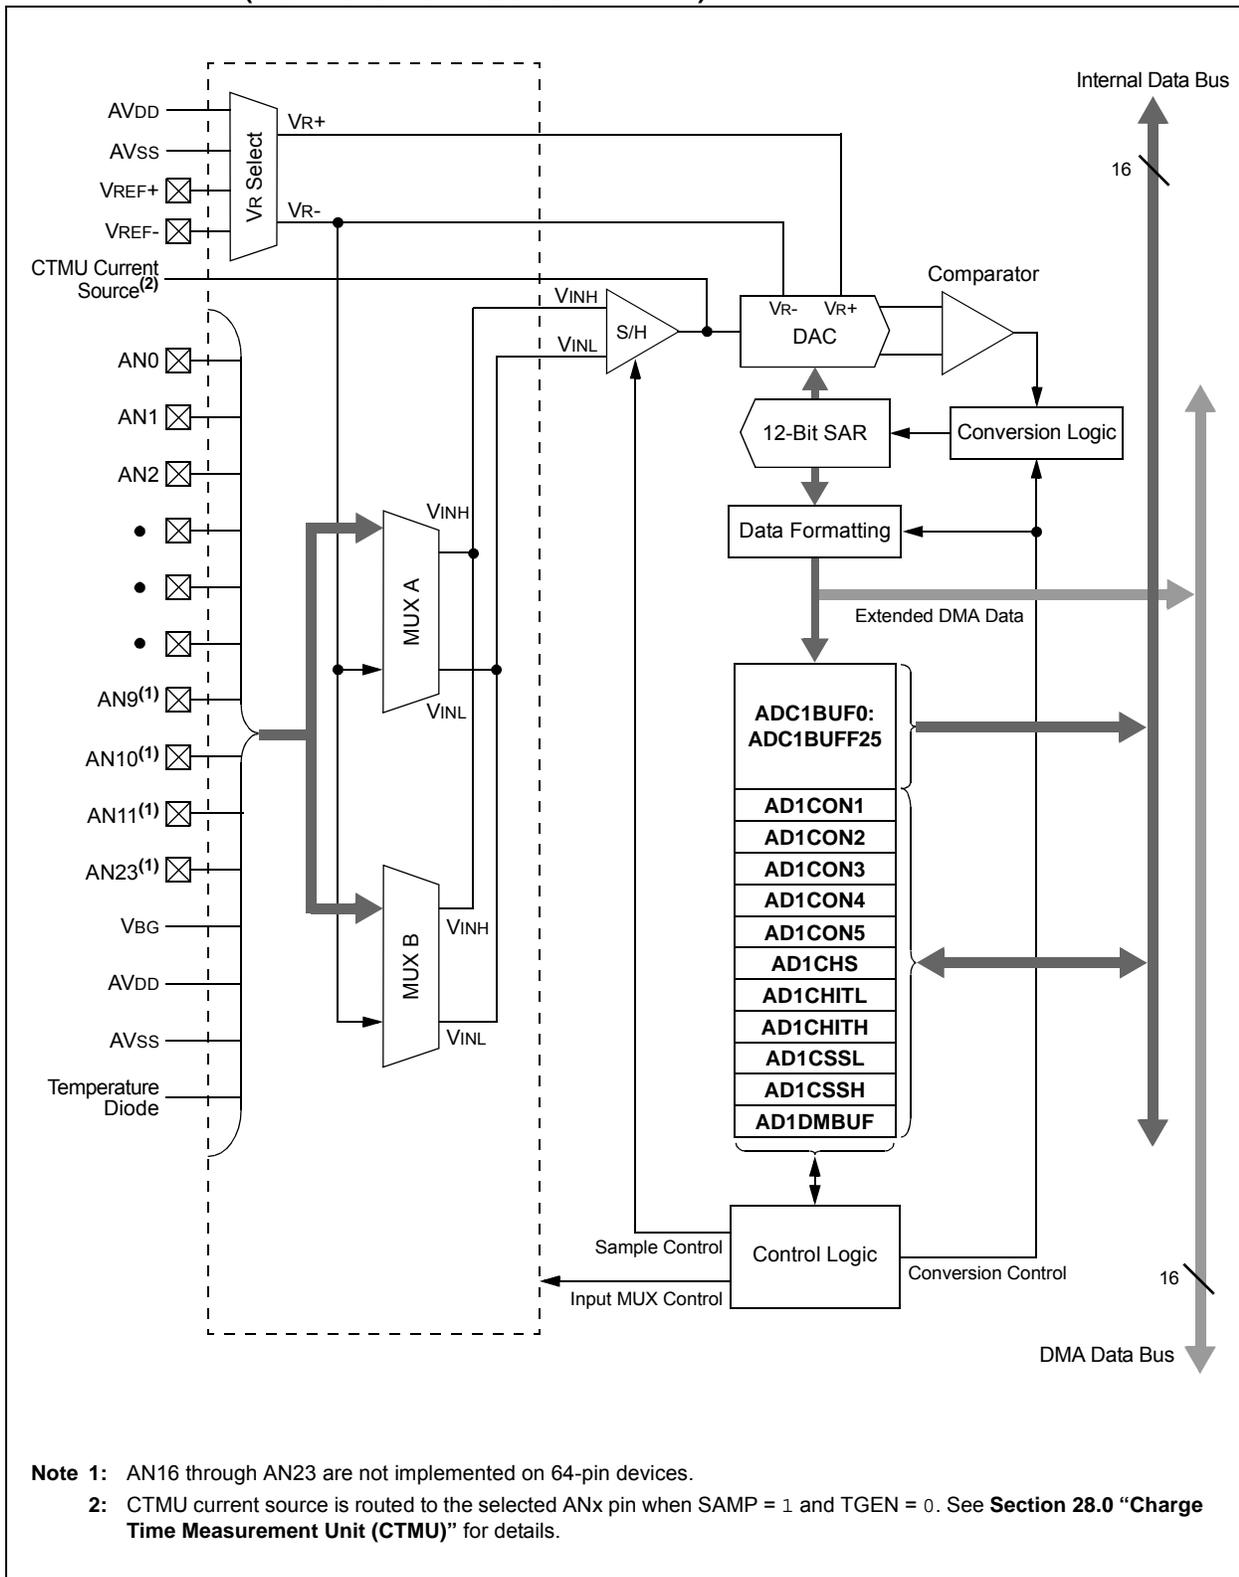 Internal Data Bus
AVDD
VR+
AVSS
VR Select
16
VREF+
VR-
VREF-
CTMU Current
Source(2)
Comparator
VINH
VR- VR+
S/H
DAC
VINL
AN0
AN1
12-Bit SAR
Conversion Logic
AN2
VINH
Data Formatting
MUX A
Extended DMA Data
AN9(1)
VINL
ADC1BUF0:
ADC1BUFF25
AN10(1)
AN11(1)
AD1CON1
AD1CON2
AN23(1)
AD1CON3
AD1CON4
VBG
VINH
AD1CON5
MUX B
AD1CHS
AVDD
AD1CHITL
AD1CHITH
AVSS
VINL
AD1CSSL
Temperature
Diode
AD1CSSH
AD1DMBUF
Sample Control
Control Logic
Conversion Control
16
Input MUX Control
DMA Data Bus
Note 1: AN16 through AN23 are not implemented on 64-pin devices.
2: CTMU current source is routed to the selected ANx pin when SAMP = 1 and TGEN = 0. See Section 28.0 “Charge
Time Measurement Unit (CTMU)” for details.